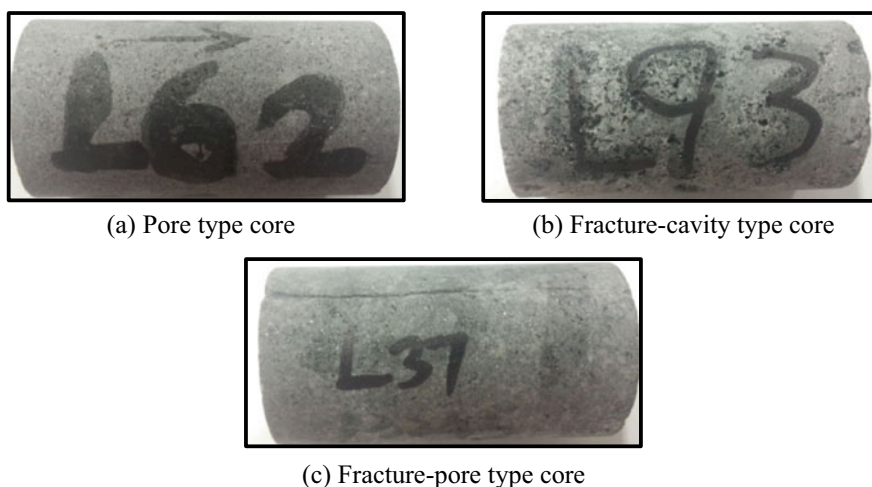 L62
L93
(a) Pore type core
(b) Fracture-cavity type core
L37
(c) Fracture-pore type core